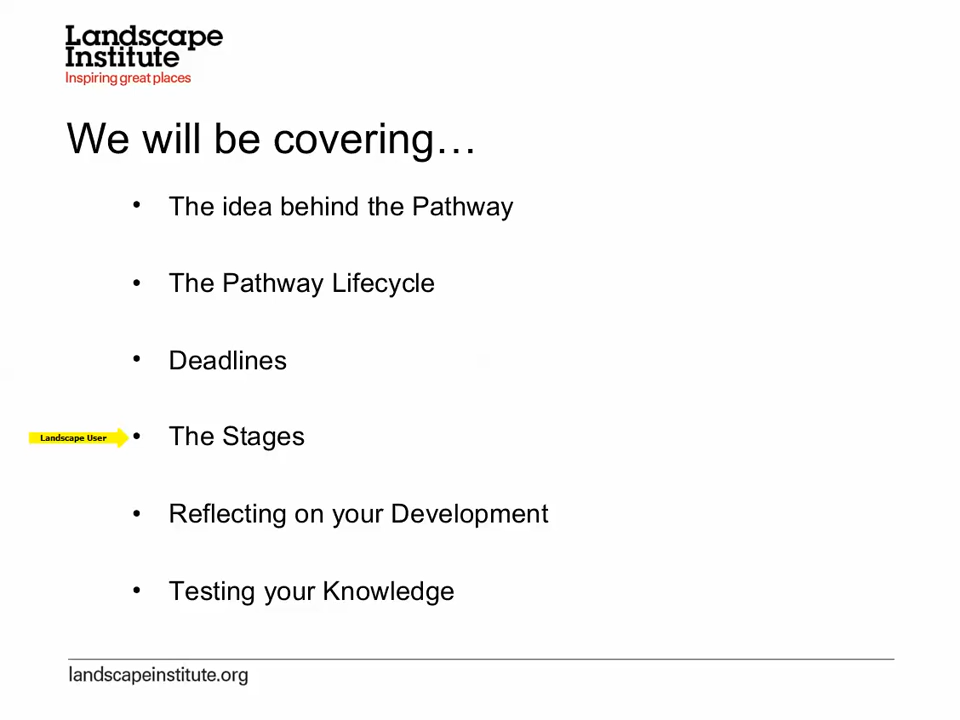 Landscape
Institute
Inspiring great places
We will be covering…
• The idea behind the Pathway
• The Pathway Lifecycle
• Deadlines
Landscape User
• The Stages
• Reflecting on your Development
• Testing your Knowledge
landscapeinstitute.org